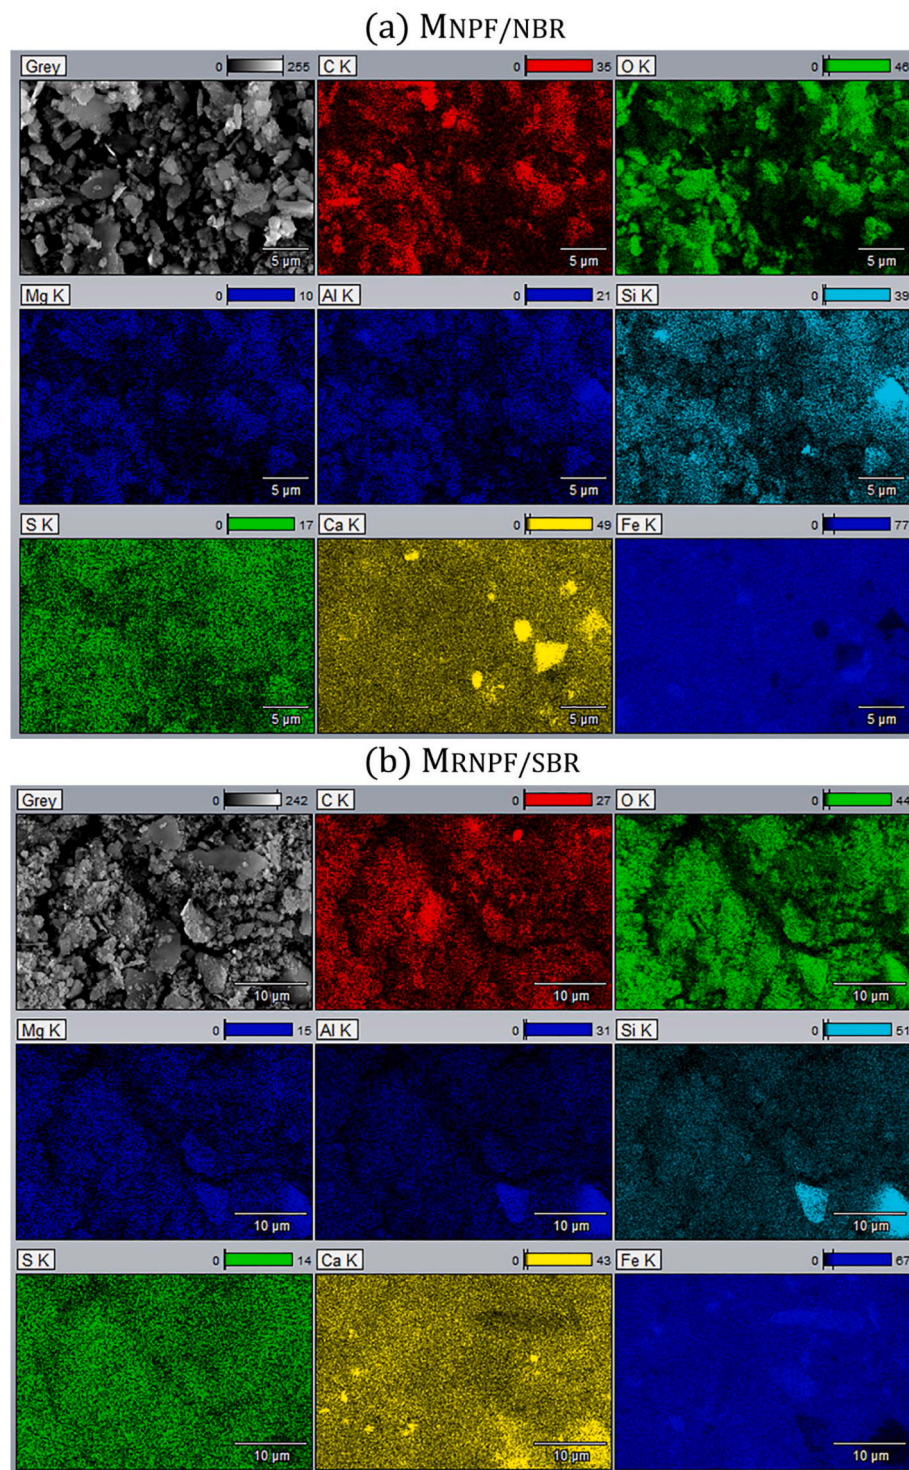 (a) MNPF/NBR
Grey 0 255 C K 0 35 O K 0 46
5 µm 5 µm 5 µm
Mg K 0 10 Al K 0 21 Si K 0 39
5 µm 5 µm 5 µm
S K 0 17 Ca K 0 49 Fe K 0 77
5 µm 5 µm 5 µm
(b) MRNPF/SBR
Grey 0 242 C K 0 27 O K 0 44
10 µm 10 µm 10 µm
Mg K 0 15 Al K 0 31 Si K 0 51
10 µm 10 µm 10 µm
S K 0 14 Ca K 0 43 Fe K 0 67
10 µm 10 µm 10 µm